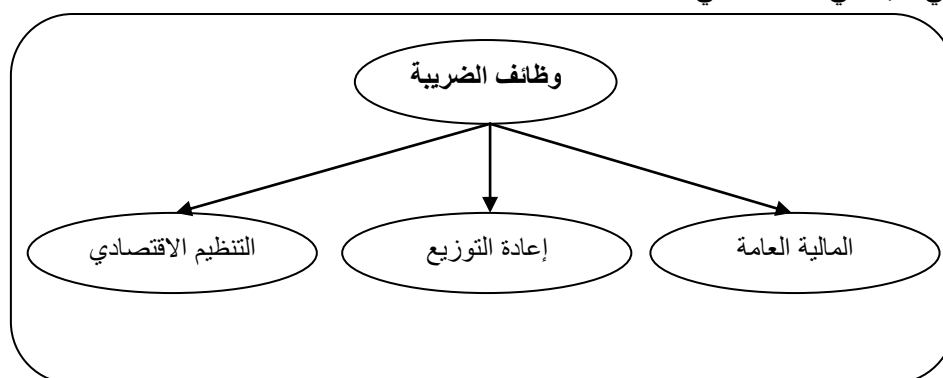 وظائف الضريبة
المالية العامة
إعادة التوزيع
التنظيم الاقتصادي